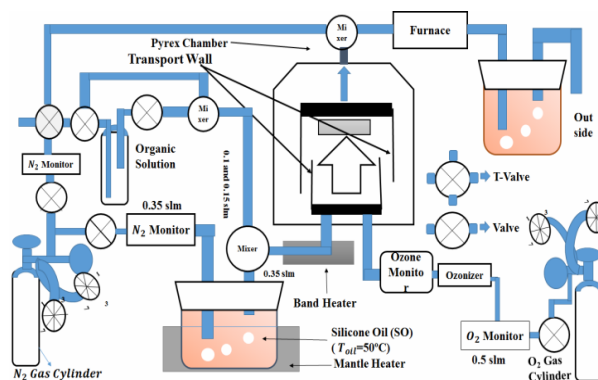 Mi
xer
Furnace
Pyrex Chamber
Transport Wall
Out
side
Mi
xer
N2 Monitor
Organic
Solution
0.1 and 0.15 slm
T-Valve
Valve
0.35 slm
N2 Monitor
Mixer
0.35 slm
Band Heater
Ozone
Monito
r
Ozonizer
Silicone Oil (SO)
(Toil=50ºC)
Mantle Heater
O2 Monitor
0.5 slm
O2 Gas
Cylinder
N2 Gas Cylinder